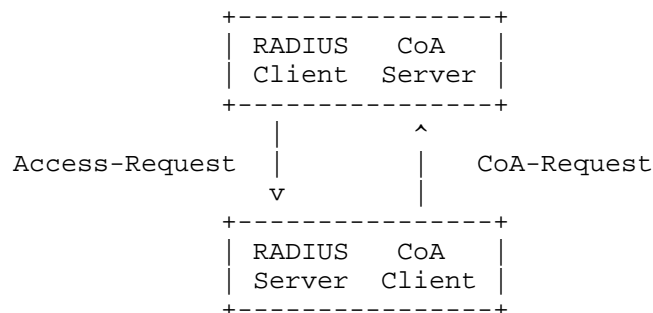 +----------------+
| RADIUS   CoA   |
| Client  Server |
+----------------+
|         ^
Access-Request  |         |   CoA-Request
v         |
+----------------+
| RADIUS   CoA   |
| Server  Client |
+----------------+